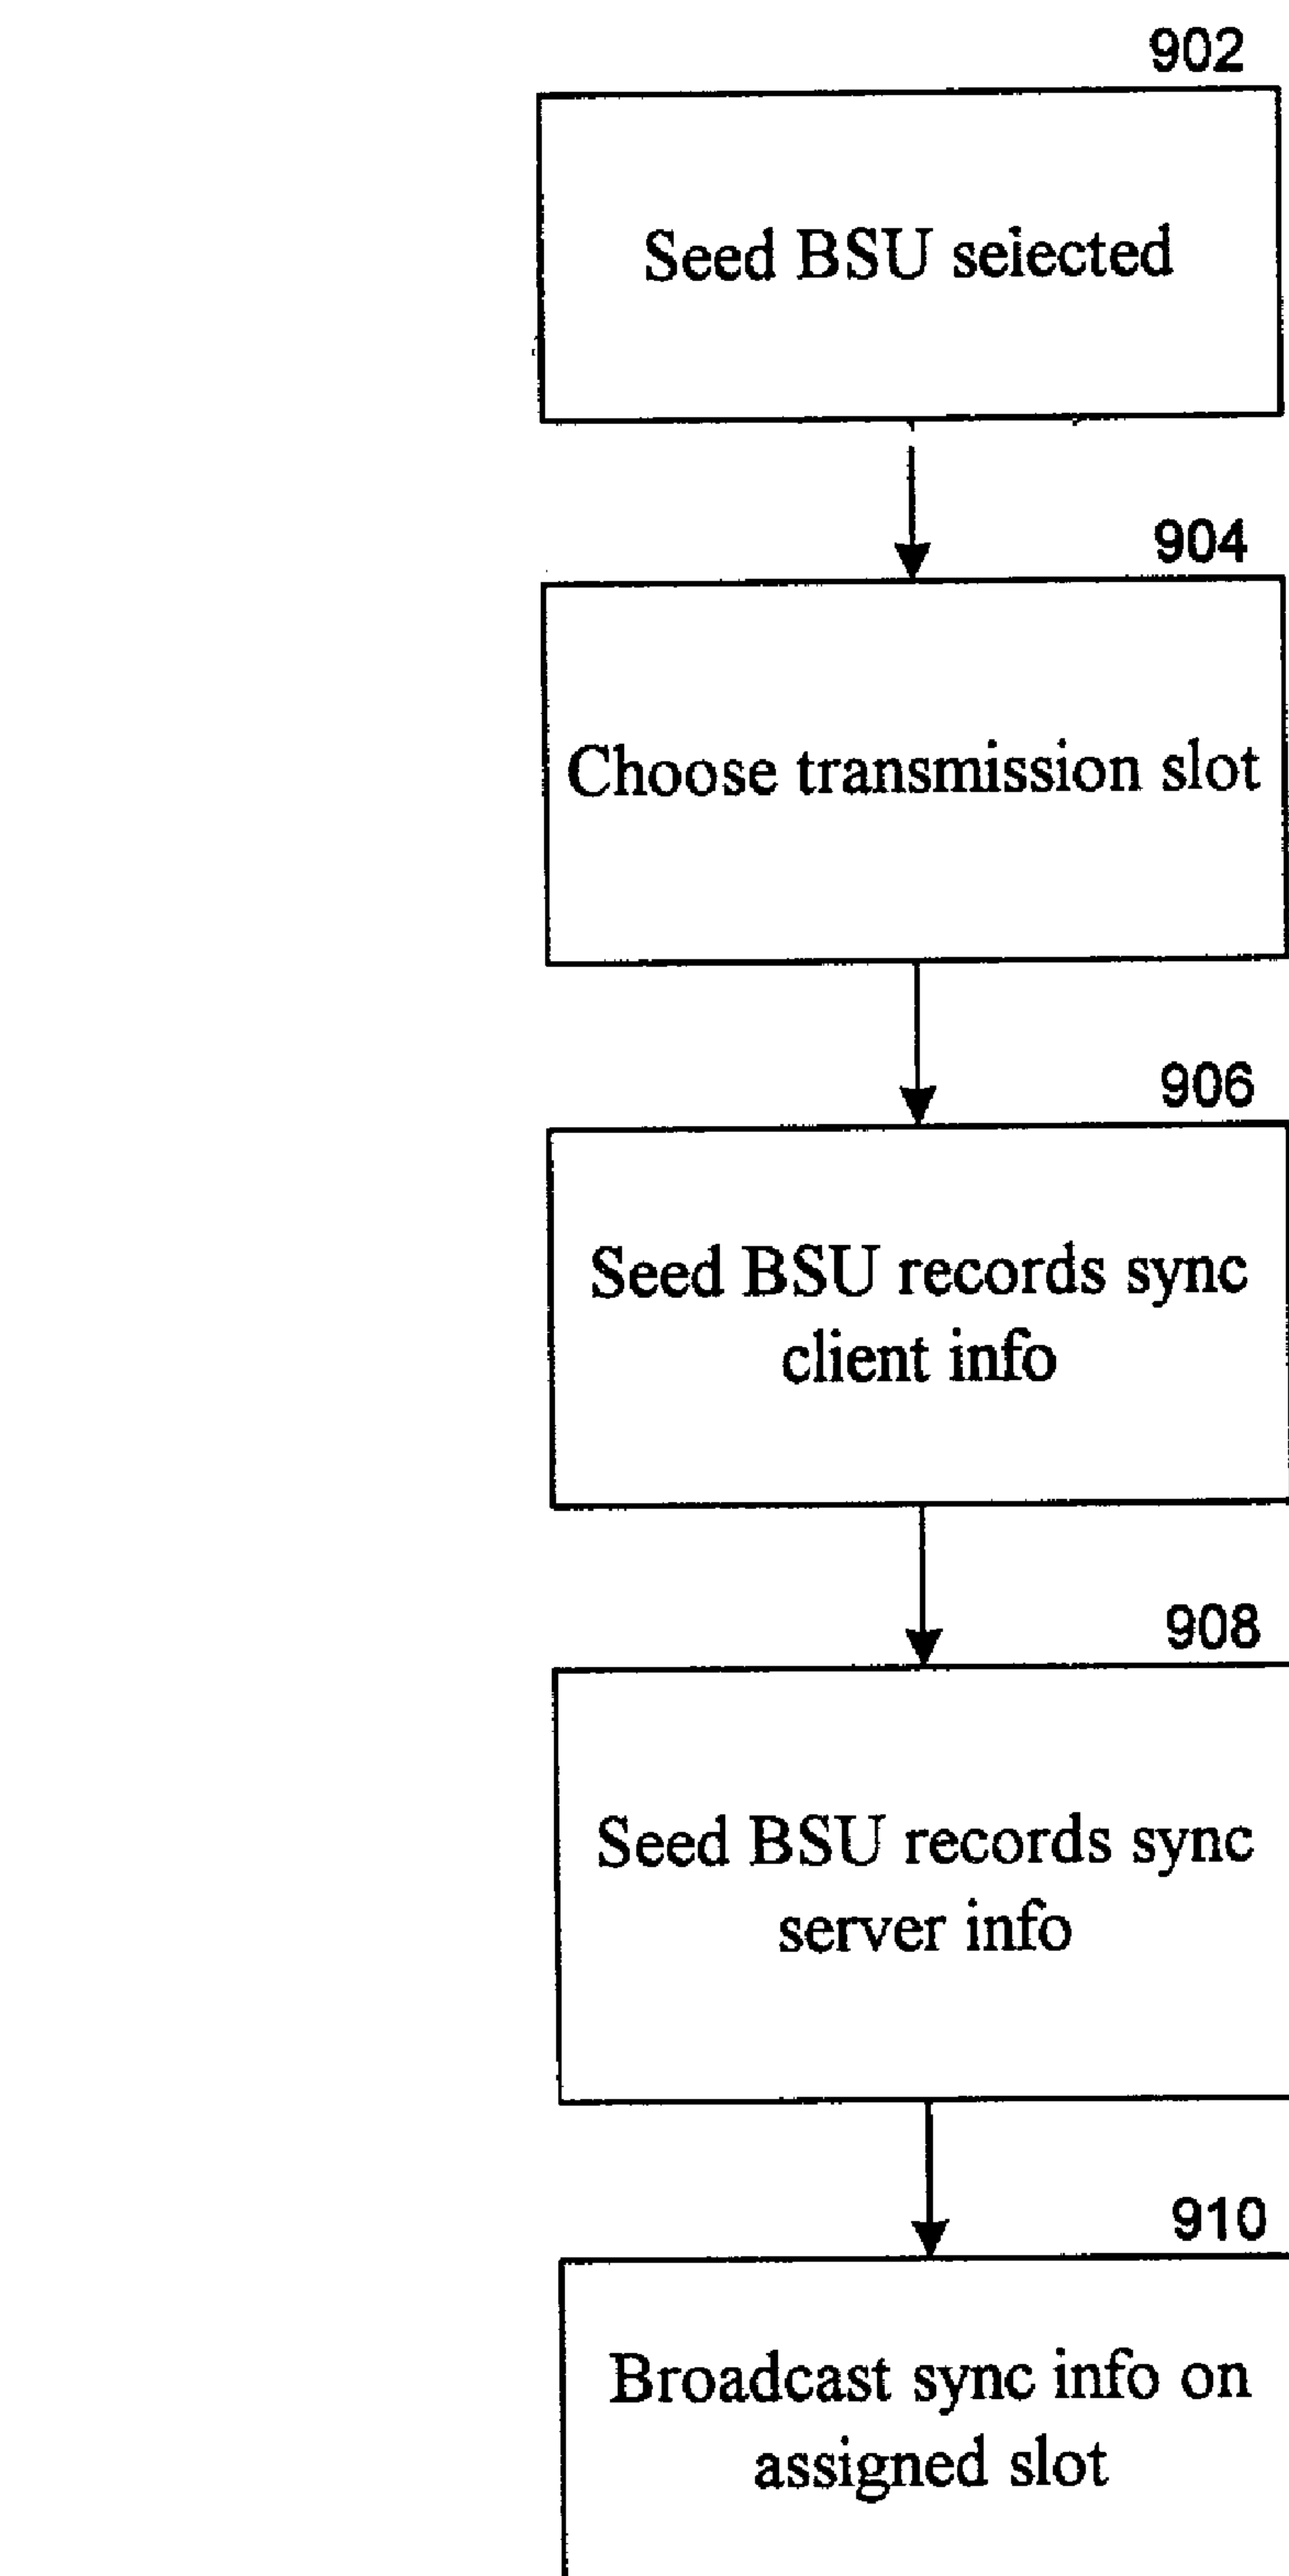 902
Seed BSU selected
904
Choose transmission slot
906
Seed BSU records sync
client info
908
Seed BSU records sync
server info
910
Broadcast sync info on
assigned slot